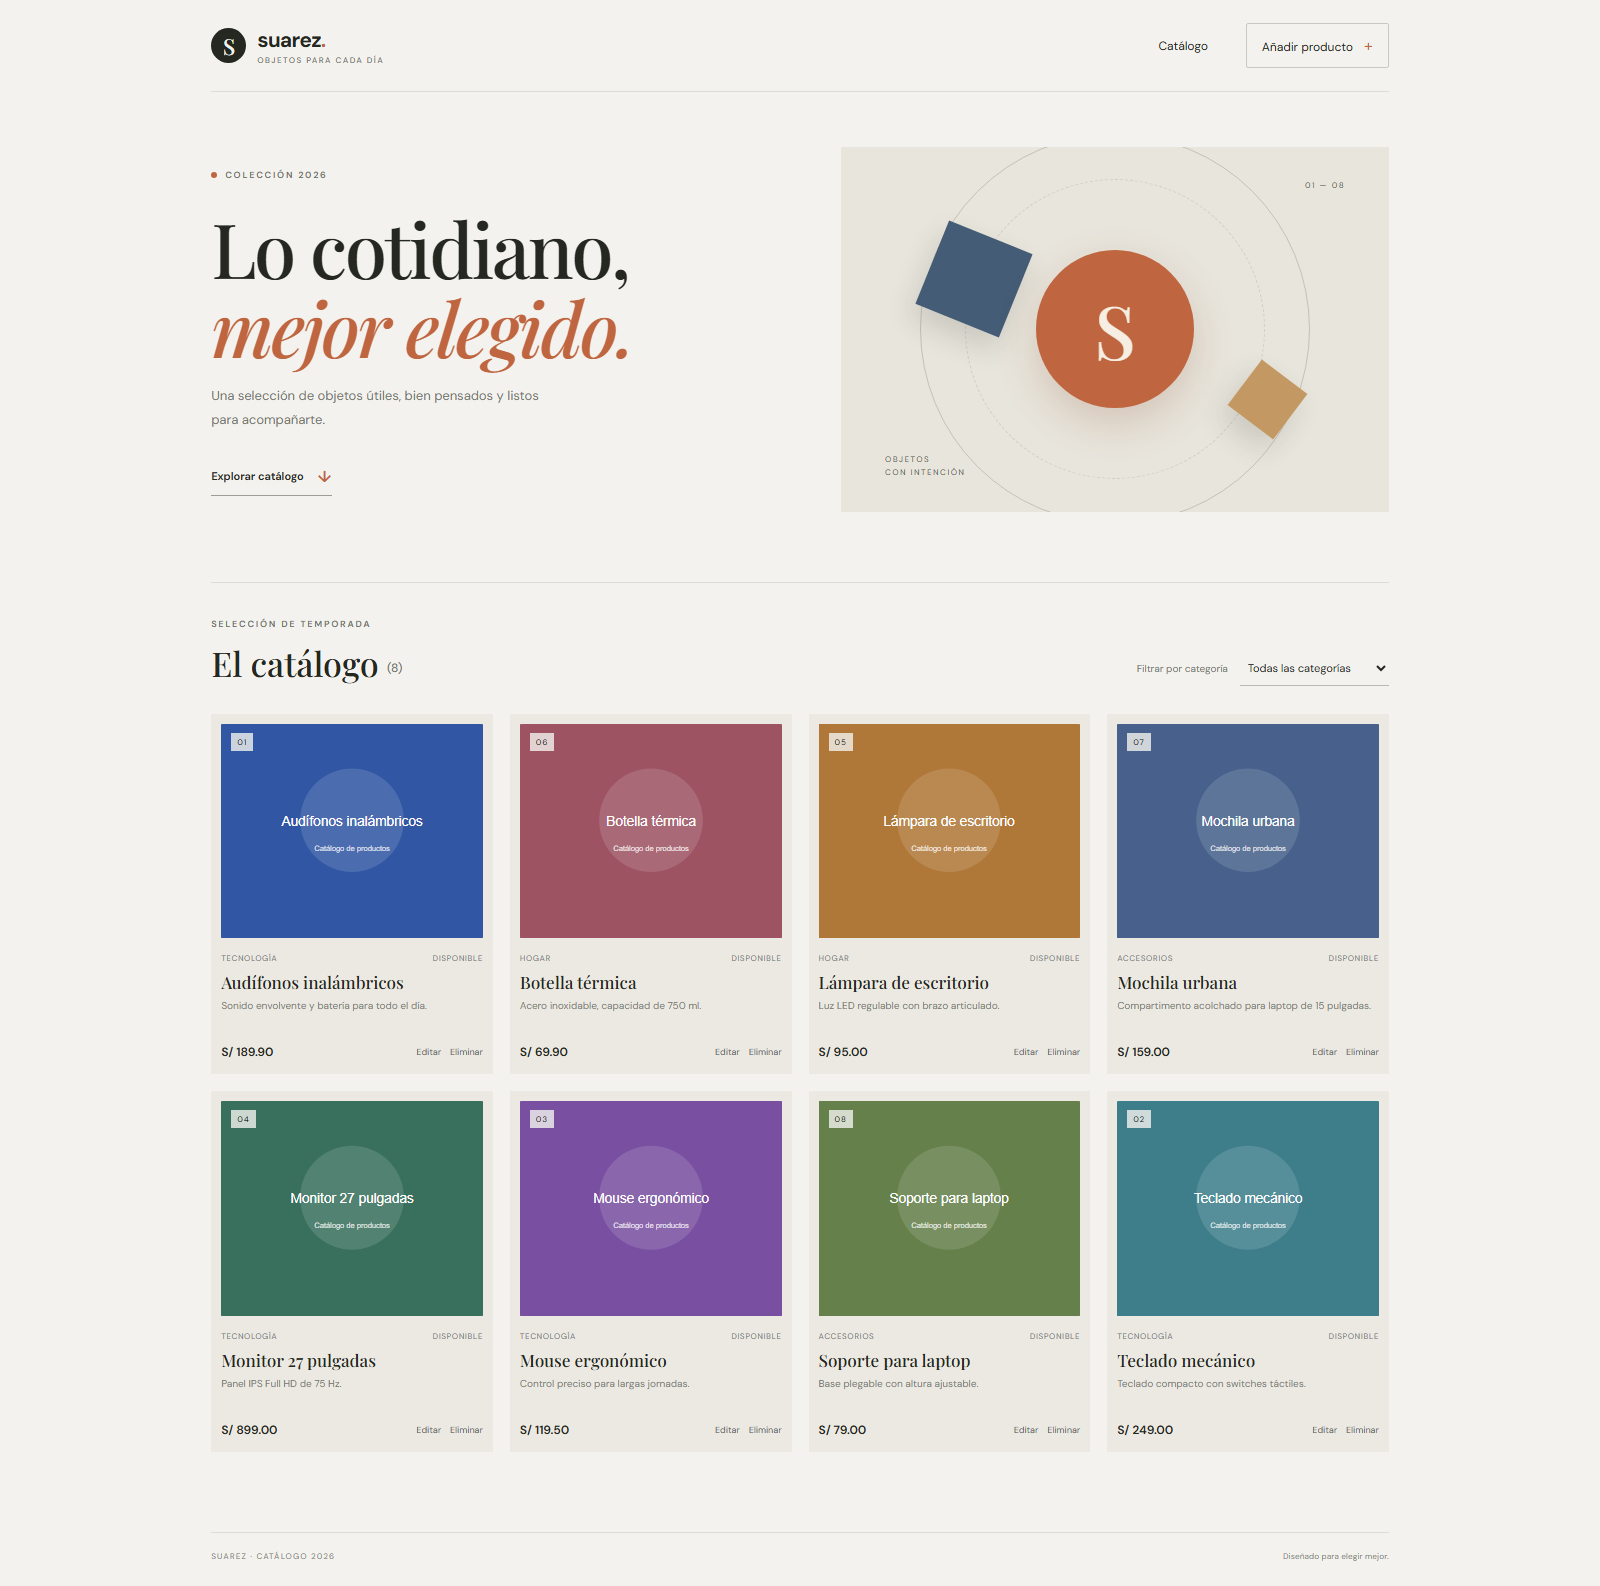 S
suarez.
OBJETOS PARA CADA DÍA
Catálogo
Añadir producto +
COLECCIÓN 2026
Lo cotidiano,
mejor elegido.
Una selección de objetos útiles, bien pensados y listos
para acompañarte.
Explorar catálogo ↓
01 — 08
S
OBJETOS
CON INTENCIÓN
SELECCIÓN DE TEMPORADA
El catálogo (8)
Filtrar por categoría
Todas las categorías
01
Audífonos inalámbricos
Catálogo de productos
TECNOLOGÍA
DISPONIBLE
Audífonos inalámbricos
Sonido envolvente y batería para todo el día.
S/ 189.90
Editar
Eliminar
06
Botella térmica
Catálogo de productos
HOGAR
DISPONIBLE
Botella térmica
Acero inoxidable, capacidad de 750 ml.
S/ 69.90
Editar
Eliminar
05
Lámpara de escritorio
Catálogo de productos
HOGAR
DISPONIBLE
Lámpara de escritorio
Luz LED regulable con brazo articulado.
S/ 95.00
Editar
Eliminar
07
Mochila urbana
Catálogo de productos
ACCESORIOS
DISPONIBLE
Mochila urbana
Compartimento acolchado para laptop de 15 pulgadas.
S/ 159.00
Editar
Eliminar
04
Monitor 27 pulgadas
Catálogo de productos
TECNOLOGÍA
DISPONIBLE
Monitor 27 pulgadas
Panel IPS Full HD de 75 Hz.
S/ 899.00
Editar
Eliminar
03
Mouse ergonómico
Catálogo de productos
TECNOLOGÍA
DISPONIBLE
Mouse ergonómico
Control preciso para largas jornadas.
S/ 119.50
Editar
Eliminar
08
Soporte para laptop
Catálogo de productos
ACCESORIOS
DISPONIBLE
Soporte para laptop
Base plegable con altura ajustable.
S/ 79.00
Editar
Eliminar
02
Teclado mecánico
Catálogo de productos
TECNOLOGÍA
DISPONIBLE
Teclado mecánico
Teclado compacto con switches táctiles.
S/ 249.00
Editar
Eliminar
SUAREZ · CATÁLOGO 2026
Diseñado para elegir mejor.